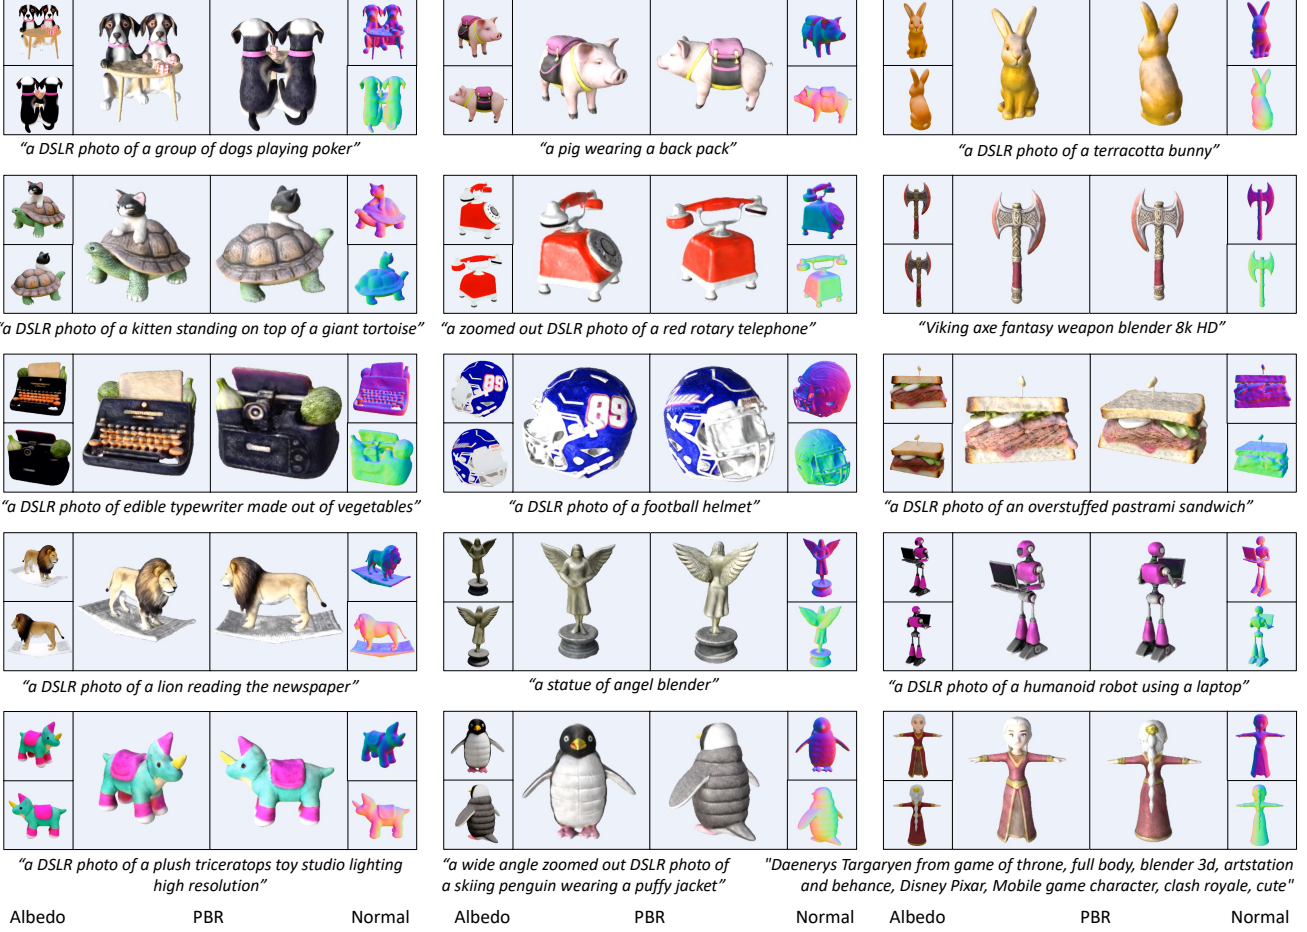 “a DSLR photo of a group of dogs playing poker”
“a pig wearing a back pack”
“a DSLR photo of a terracotta bunny”
“a DSLR photo of a kitten standing on top of a giant tortoise”
“a zoomed out DSLR photo of a red rotary telephone”
“Viking axe fantasy weapon blender 8k HD”
89
89
“a DSLR photo of edible typewriter made out of vegetables”
“a DSLR photo of a football helmet”
“a DSLR photo of an overstuffed pastrami sandwich”
“a DSLR photo of a lion reading the newspaper”
“a statue of angel blender”
“a DSLR photo of a humanoid robot using a laptop”
“a DSLR photo of a plush triceratops toy studio lighting
high resolution”
“a wide angle zoomed out DSLR photo of
a skiing penguin wearing a puffy jacket”
"Daenerys Targaryen from game of throne, full body, blender 3d, artstation
and behance, Disney Pixar, Mobile game character, clash royale, cute"
Albedo PBR Normal Albedo PBR Normal Albedo PBR Normal